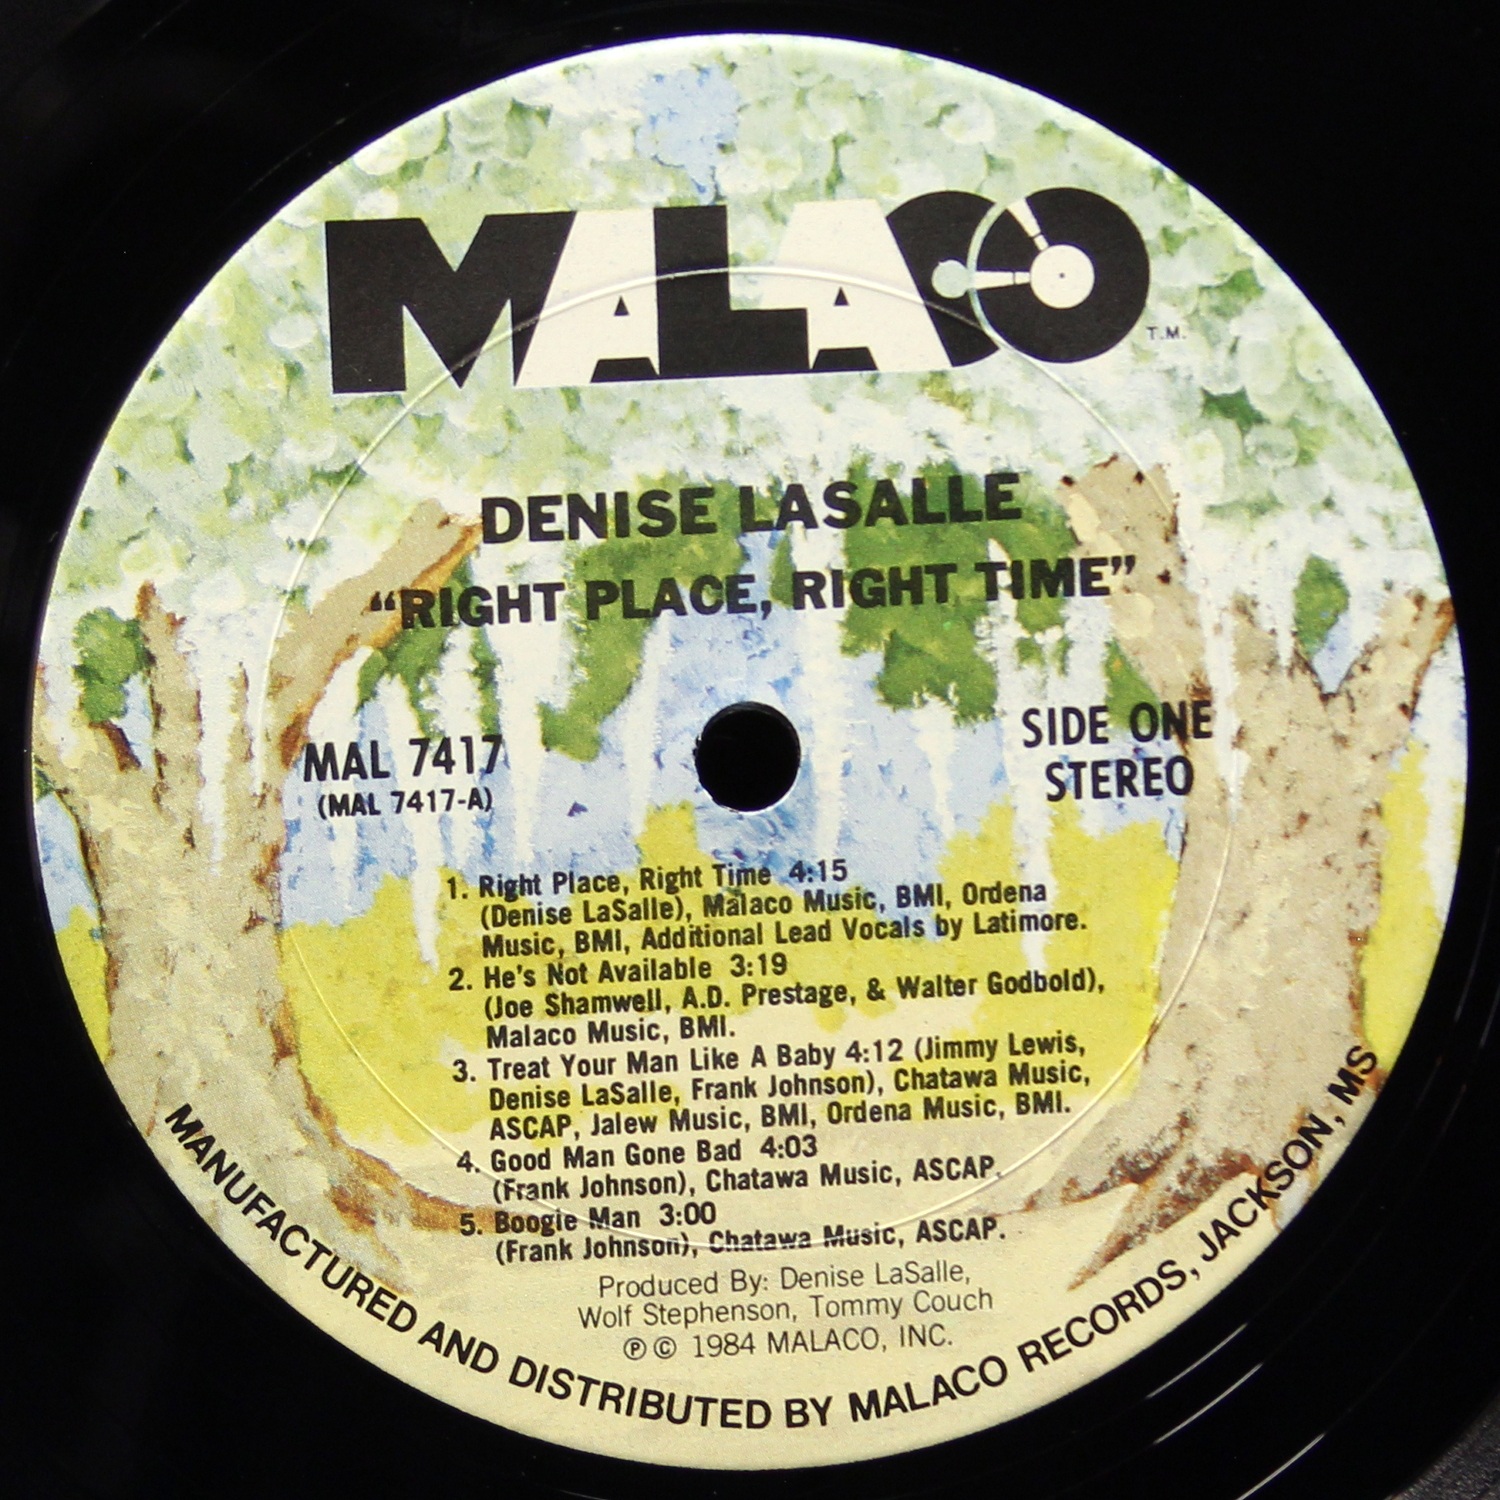 MALACO
T.M.
DENISE LASALLE
“RIGHT PLACE, RIGHT TIME”
MAL 7417
(MAL 7417-A)
SIDE ONE
STEREO
1. Right Place, Right Time 4:15
(Denise LaSalle), Malaco Music, BMI, Ordena
Music, BMI, Additional Lead Vocals by Latimore.
2. He's Not Available 3:19
(Joe Shamwell, A.D. Prestage, & Walter Godbold),
Malaco Music, BMI.
3. Treat Your Man Like A Baby 4:12 (Jimmy Lewis,
Denise LaSalle, Frank Johnson), Chatawa Music,
ASCAP, Jalew Music, BMI, Ordena Music, BMI.
4. Good Man Gone Bad 4:03
(Frank Johnson), Chatawa Music, ASCAP.
5. Boogie Man 3:00
(Frank Johnson), Chatawa Music, ASCAP.
Produced By: Denise LaSalle,
Wolf Stephenson, Tommy Couch
℗ © 1984 MALACO, INC.
MANUFACTURED AND DISTRIBUTED BY MALACO RECORDS, JACKSON, MS